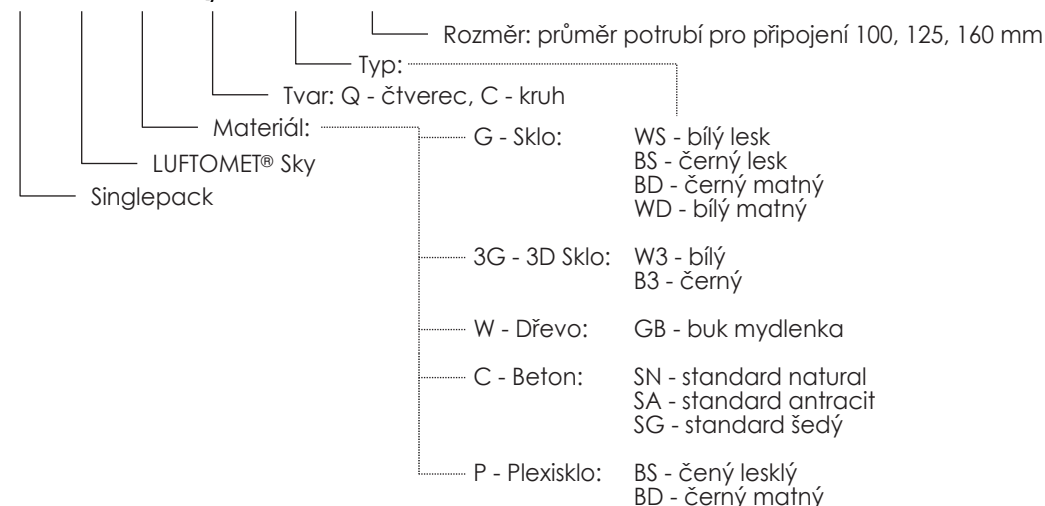 Rozměr: průměr potrubí pro připojení 100, 125, 160 mm
Typ:
Tvar: Q - čtverec, C - kruh
Materiál:
LUFTOMET® Sky
Singlepack
G - Sklo: WS - bílý lesk
BS - černý lesk
BD - černý matný
WD - bílý matný
3G - 3D Sklo: W3 - bílý
B3 - černý
W - Dřevo: GB - buk mydlenka
C - Beton: SN - standard natural
SA - standard antracit
SG - standard šedý
P - Plexisklo: BS - čený lesklý
BD - černý matný